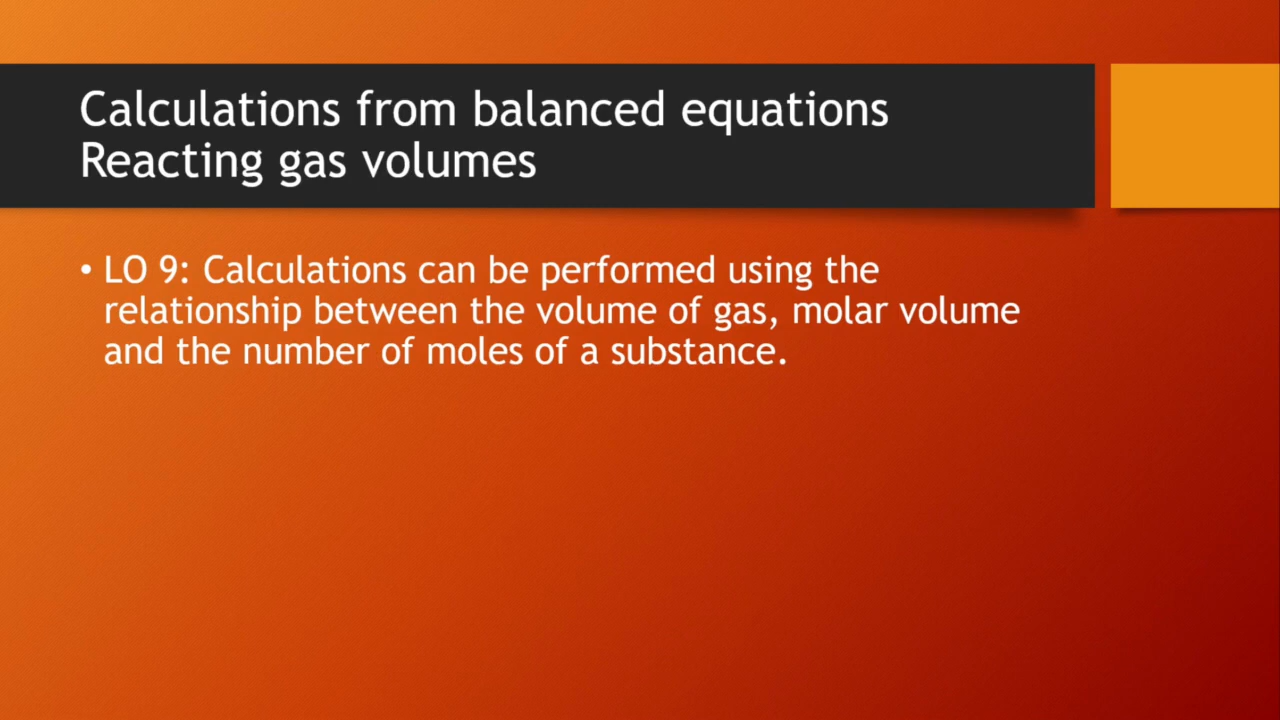 Calculations from balanced equations
Reacting gas volumes
• LO 9: Calculations can be performed using the
relationship between the volume of gas, molar volume
and the number of moles of a substance.